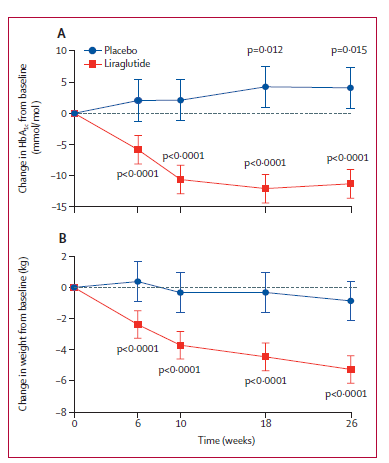 A
10
Placebo
Liraglutide
p=0·012
p=0·015
5
0
–5
–10
–15
Change in HbA1c from baseline
(mmol/mol)
p<0·0001
p<0·0001
p<0·0001
p<0·0001
B
2
0
–2
–4
–6
–8
Change in weight from baseline (kg)
p<0·0001
p<0·0001
p<0·0001
p<0·0001
0
6
10
18
26
Time (weeks)